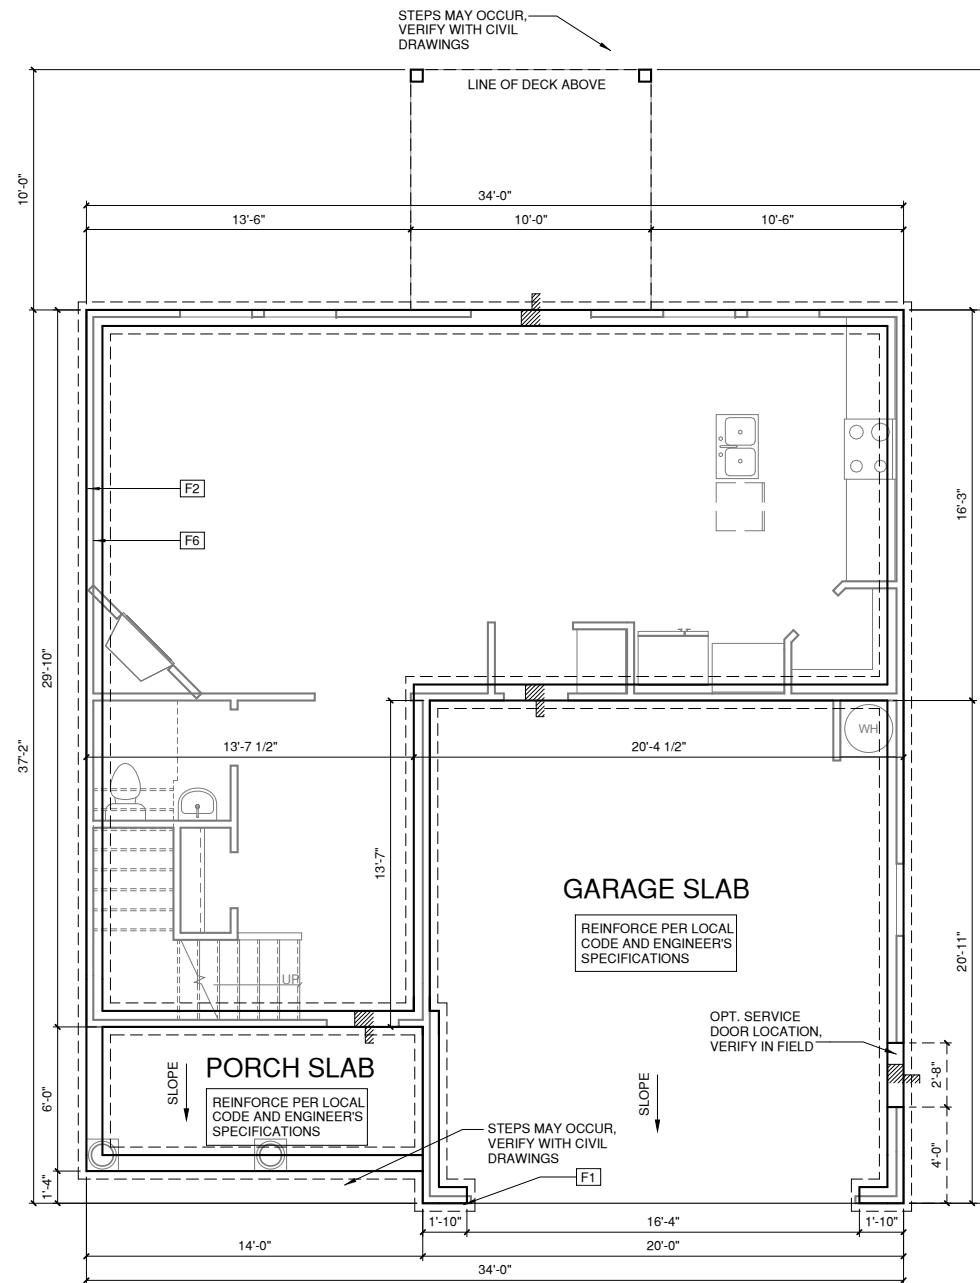 STEPS MAY OCCUR,
VERIFY WITH CIVIL
DRAWINGS
LINE OF DECK ABOVE
10'-0"
34'-0"
13'-6"
10'-0"
10'-6"
F2
F6
16'-3"
29'-10"
37'-2"
13'-7 1/2"
20'-4 1/2"
WH
13'-7"
GARAGE SLAB
REINFORCE PER LOCAL
CODE AND ENGINEER'S
SPECIFICATIONS
20'-11"
UP
OPT. SERVICE
DOOR LOCATION,
VERIFY IN FIELD
PORCH SLAB
SLOPE
REINFORCE PER LOCAL
CODE AND ENGINEER'S
SPECIFICATIONS
SLOPE
2'-8"
6'-0"
STEPS MAY OCCUR,
VERIFY WITH CIVIL
DRAWINGS
4'-0"
1'-4"
F1
1'-10"
16'-4"
1'-10"
14'-0"
20'-0"
34'-0"